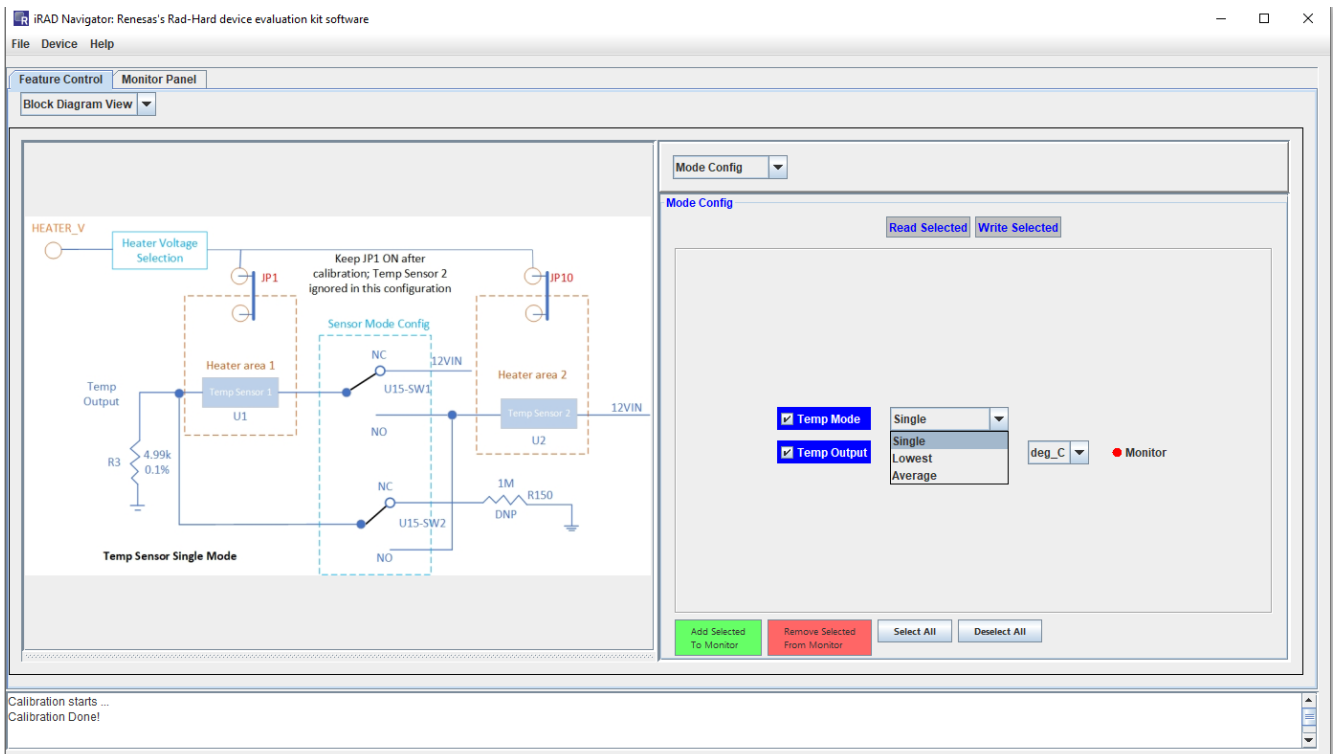 iRAD Navigator: Renesas's Rad-Hard device evaluation kit software
File Device Help
Feature Control Monitor Panel
Block Diagram View
Mode Config
Mode Config
Read Selected Write Selected
HEATER_V
Heater Voltage
Selection
Keep JP1 ON after
calibration; Temp Sensor 2
ignored in this configuration
JP1
JP10
Sensor Mode Config
NC
12VIN
Heater area 1
Heater area 2
Temp
Output
Temp Sensor 1
U15-SW1
Temp Sensor 2
12VIN
U1
NO
U2
R3
4.99k
0.1%
NC
1M
R150
U15-SW2
DNP
Temp Sensor Single Mode
NO
Temp Mode
Single
Single
Lowest
Average
Temp Output
deg_C
Monitor
Add Selected
To Monitor
Remove Selected
From Monitor
Select All
Deselect All
Calibration starts ...
Calibration Done!